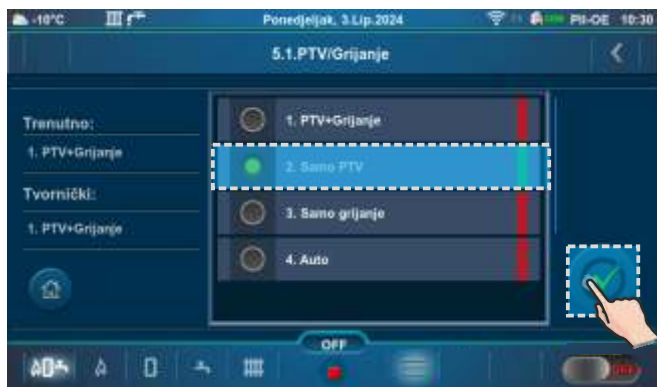 -10°C Ponedjeljak, 3.Lip.2024 PII-OE 10:30
5.1.PTV/Grijanje
Trenutno:
1. PTV+Grijanje
Tvornički:
1. PTV+Grijanje
1. PTV+Grijanje
2. Samo PTV
3. Samo grijanje
4. Auto
OFF